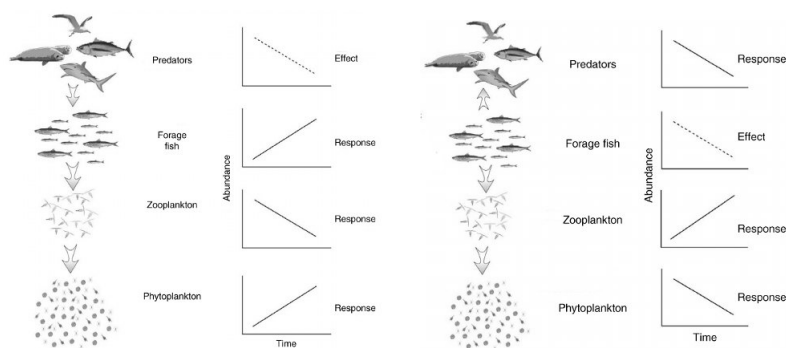 Predators
Effect
Forage
fish
Response
Abundance
Zooplankton
Response
Phytoplankton
Response
Time
Predators
Response
Forage fish
Effect
Abundance
Zooplankton
Response
Phytoplankton
Response
Time